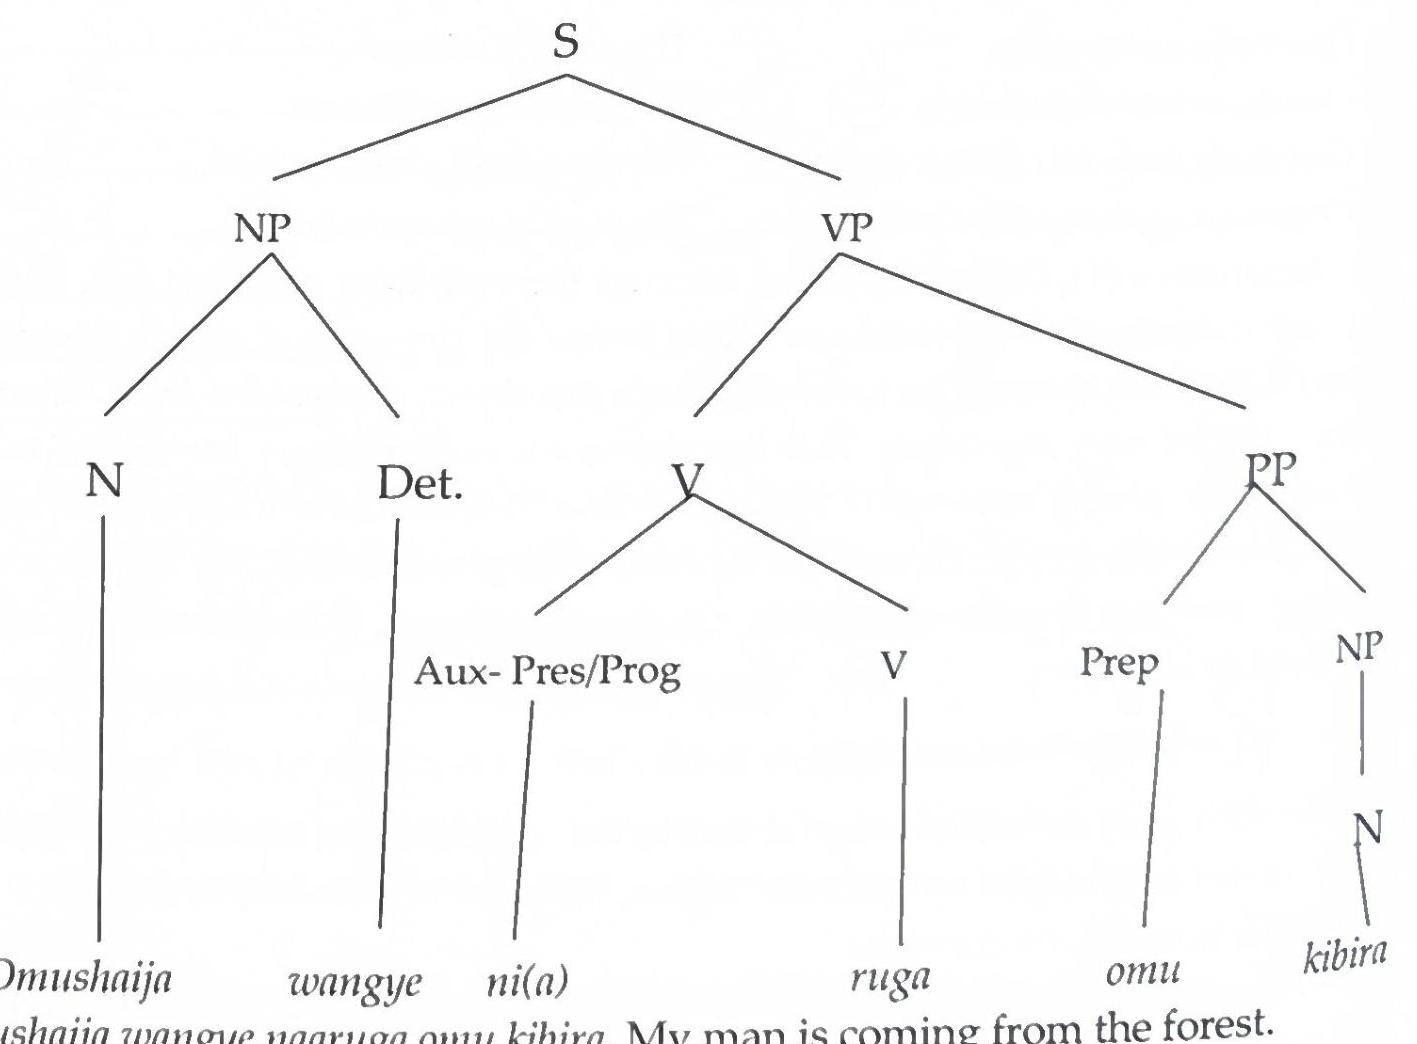 S
NP VP
N Det. V PP
Aux- Pres/Prog V Prep NP
N
Omushaija wangye ni(a) ruga omu kibira
wangye naaruga omu kibira. My man is coming from the forest.